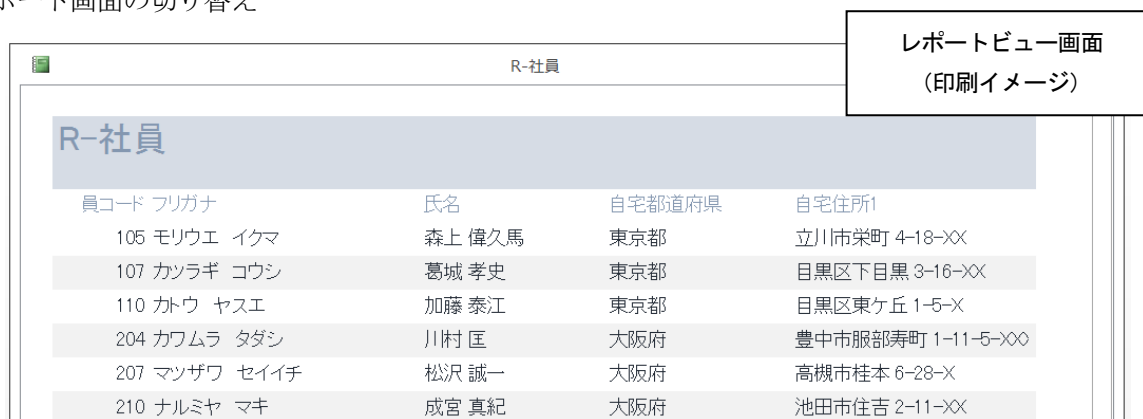 ポート画面の切り替え
レポートビュー画面
（印刷イメージ）
R-社員
R-社員
員コード フリガナ 氏名 自宅都道府県 自宅住所1
105 モリウエ イクマ 森上 偉久馬 東京都 立川市栄町 4-18-XX
107 カツラギ コウシ 葛城 孝史 東京都 目黒区下目黒 3-16-XX
110 カトウ ヤスエ 加藤 泰江 東京都 目黒区東ケ丘 1-5-X
204 カワムラ タダシ 川村 匡 大阪府 豊中市服部寿町 1-11-5-XXX
207 マツザワ セイイチ 松沢 誠一 大阪府 高槻市桂本 6-28-X
210 ナルミヤ マキ 成宮 真紀 大阪府 池田市住吉 2-11-XX